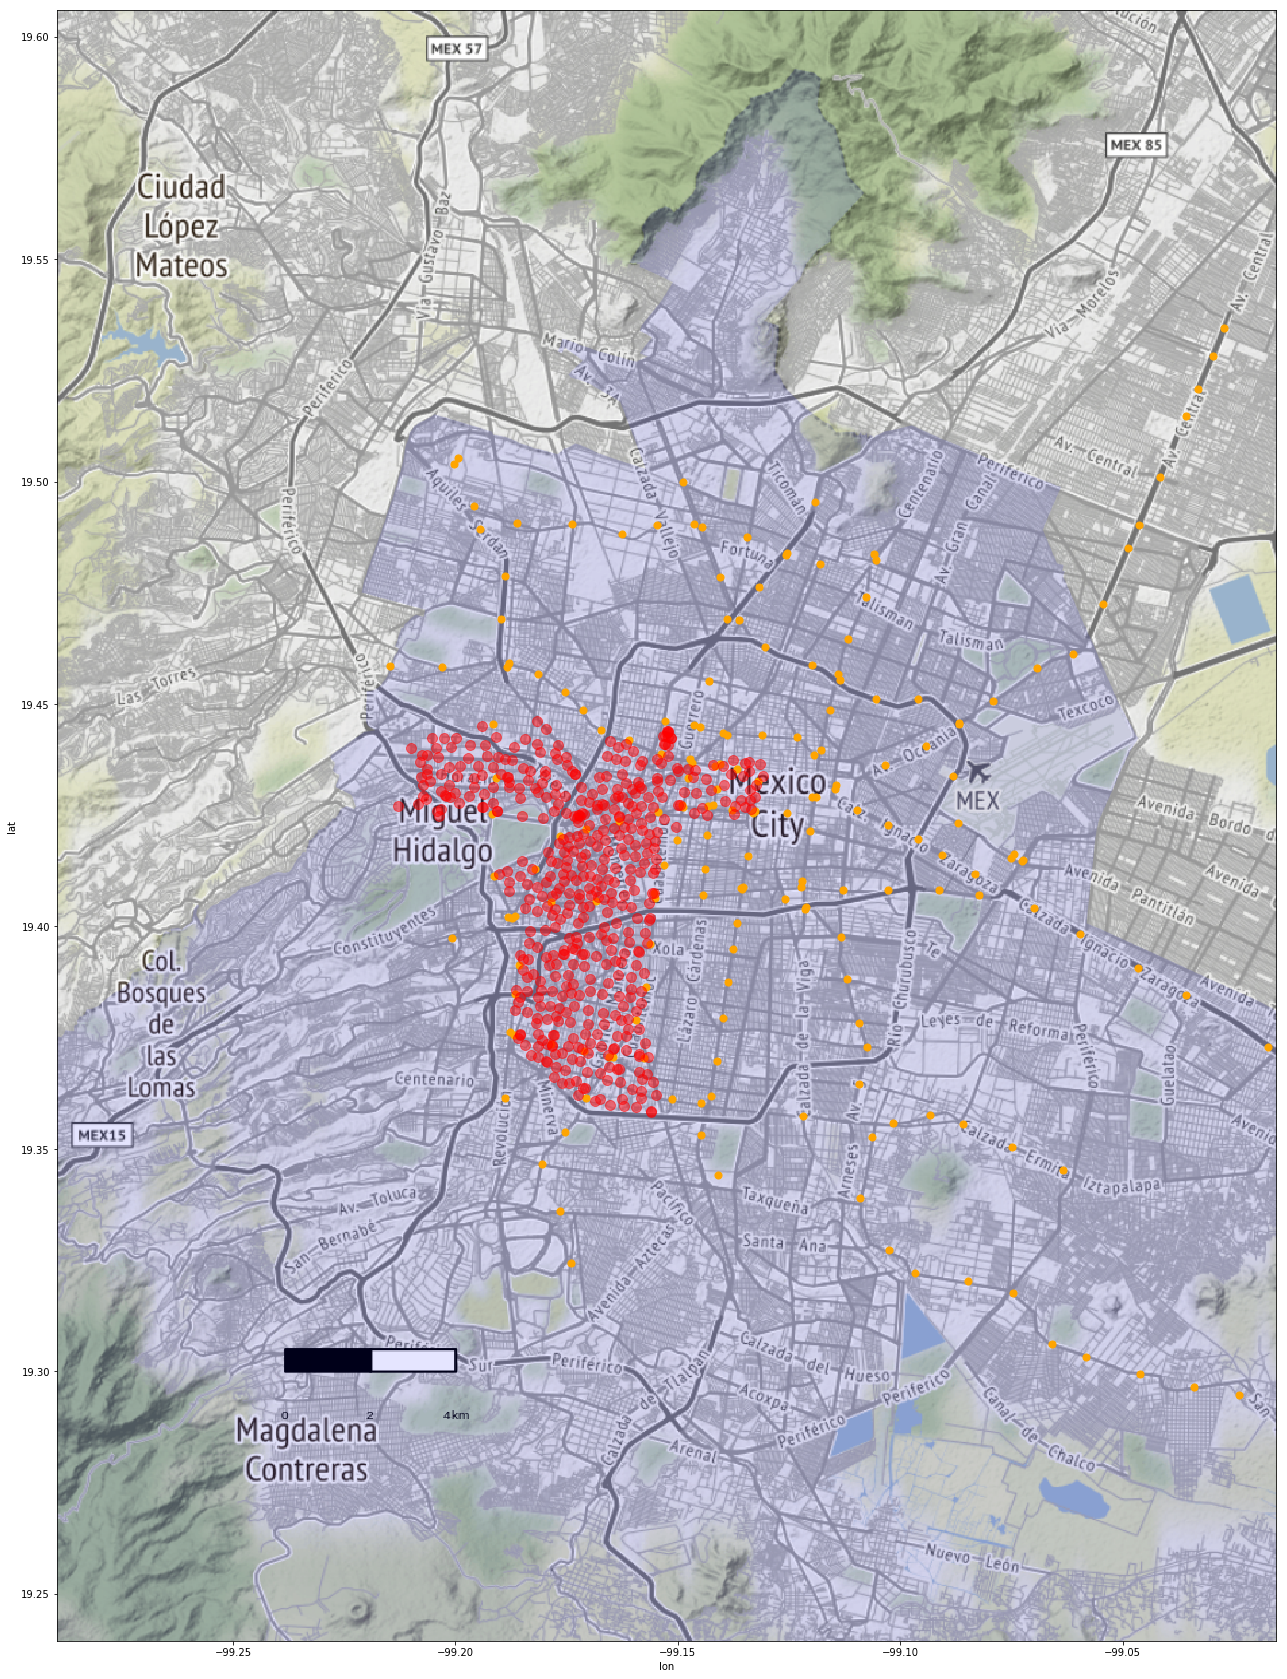 19.60
19.55
19.50
19.45
19.40
19.35
19.30
19.25
lat
−99.25
−99.20
−99.15
−99.10
−99.05
lon
MEX 57
MEX 85
Ciudad
López
Mateos
Vía Gustavo Baz
Av. Central
Vía Morelos
Mario Colín
Av. 3A
Periférico
Av. Central
Av. Central
Periférico
Calzada Vallejo
Ticomán
Centenario
Av. Gran Canal
Aquiles Serdán
Periférico
Fortuna
Talismán
Talismán
Las Torres
Texcoco
Guerrero
Av. Oceanía
MEX
Mexico
City
Miguel
Hidalgo
Calz. Ignacio Zaragoza
Avenida Bordo
Avenida Pantitlán
Avenida
Calzada Ignacio Zaragoza
Avenida
Constituyentes
Xola
Te
Col.
Bosques
de
las
Lomas
Lázaro Cárdenas
Calzada de la Viga
Río Churubusco
Leyes de Reforma
Periférico
Guelatao
Centenario
Minerva
Revolución
MEX15
Calzada Ermita Iztapalapa
Avenida
Av. Toluca
San Bernabé
Pacífico
Taxqueña
Arneses
Santa Ana
Avenida Aztecas
Sur
Periférico
Calzada del Hueso
Acoxpa
Periférico
Periférico
Calzada de Tlalpan
Arenal
Canal de Chalco
San
0
2
4km
Magdalena
Contreras
Nuevo León